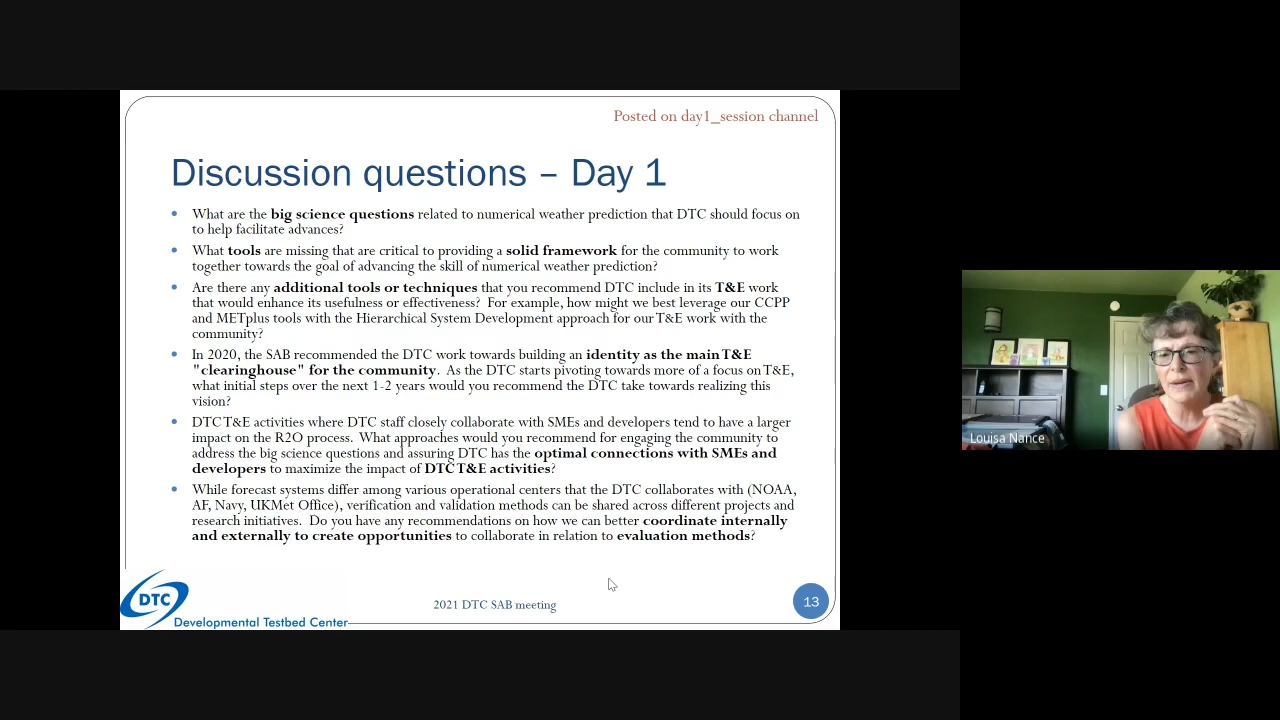 Posted on day1_session channel
Discussion questions – Day 1
• What are the big science questions related to numerical weather prediction that DTC should focus on
to help facilitate advances?
• What tools are missing that are critical to providing a solid framework for the community to work
together towards the goal of advancing the skill of numerical weather prediction?
• Are there any additional tools or techniques that you recommend DTC include in its T&E work
that would enhance its usefulness or effectiveness? For example, how might we best leverage our CCPP
and METplus tools with the Hierarchical System Development approach for our T&E work with the
community?
• In 2020, the SAB recommended the DTC work towards building an identity as the main T&E
"clearinghouse" for the community. As the DTC starts pivoting towards more of a focus on T&E,
what initial steps over the next 1-2 years would you recommend the DTC take towards realizing this
vision?
• DTC T&E activities where DTC staff closely collaborate with SMEs and developers tend to have a larger
impact on the R2O process. What approaches would you recommend for engaging the community to
address the big science questions and assuring DTC has the optimal connections with SMEs and
developers to maximize the impact of DTC T&E activities?
• While forecast systems differ among various operational centers that the DTC collaborates with (NOAA,
AF, Navy, UKMet Office), verification and validation methods can be shared across different projects and
research initiatives. Do you have any recommendations on how we can better coordinate internally
and externally to create opportunities to collaborate in relation to evaluation methods?
DTC
Developmental Testbed Center
2021 DTC SAB meeting
13
Louisa Nance